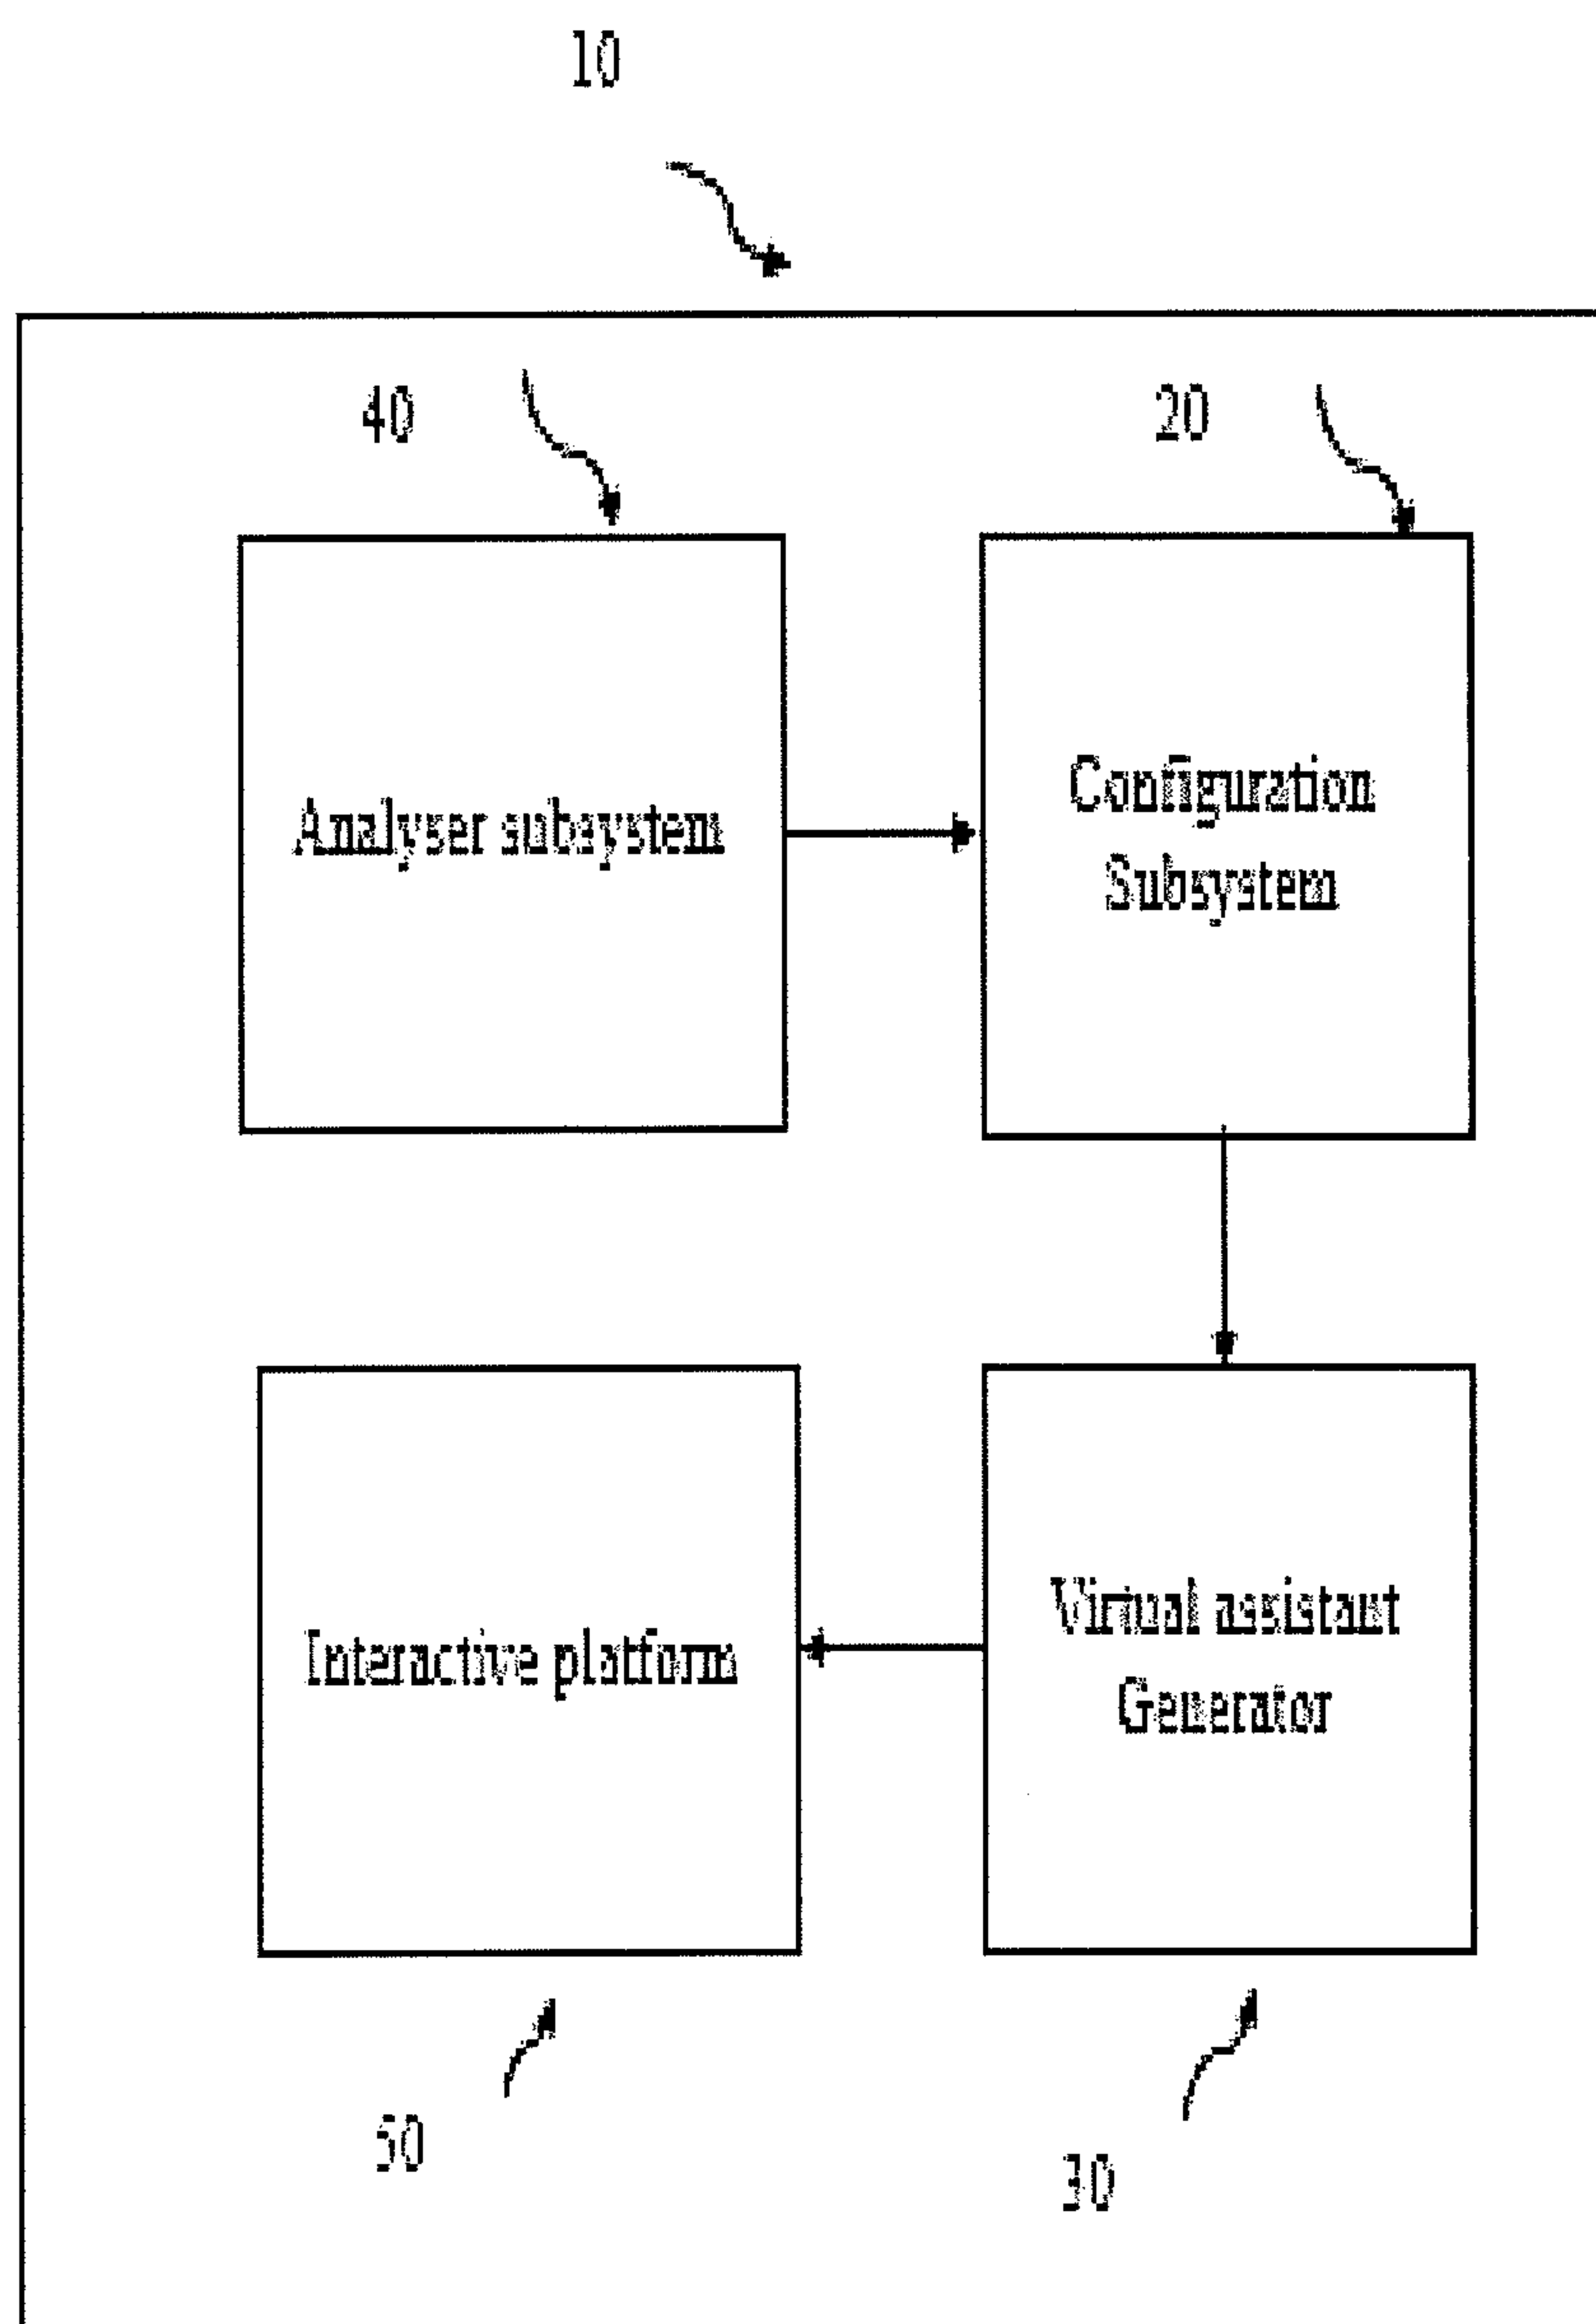 10
40
20
Analyser subsystem
Configuration
Subsystem
Interactive platform
Virtual assistant
Generator
50
30